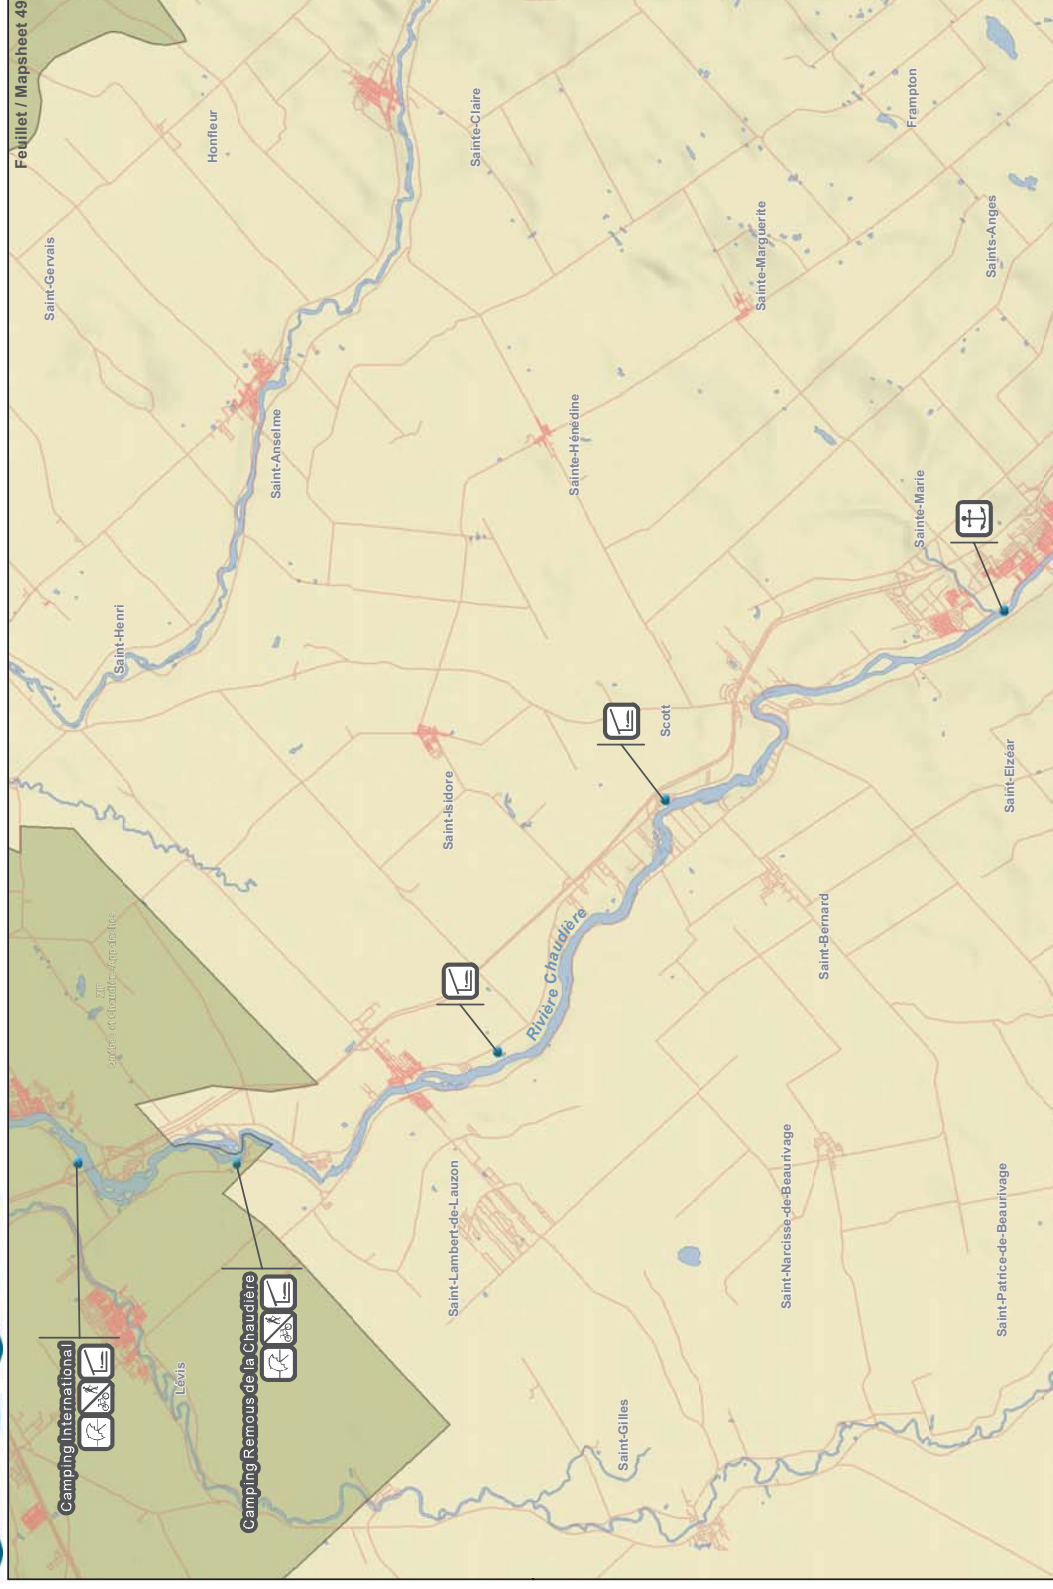 Feuillet / Mapsheet 49
Saint-Gervais
Honfleur
Sainte-Claire
Frampton
Saints-Anges
Sainte-Marguerite
Saint-Anselme
Sainte-Hénédine
Sainte-Marie
Saint-Henri
Saint-Isidore
Scott
Saint-Elzéar
Saint-Bernard
Rivière Chaudière
ZIP
Saint-Lambert-de-Lauzon
Saint-Narcisse-de-Beaurivage
Saint-Patrice-de-Beaurivage
Camping International
Lévis
Camping Remous de la Chaudière
Saint-Gilles